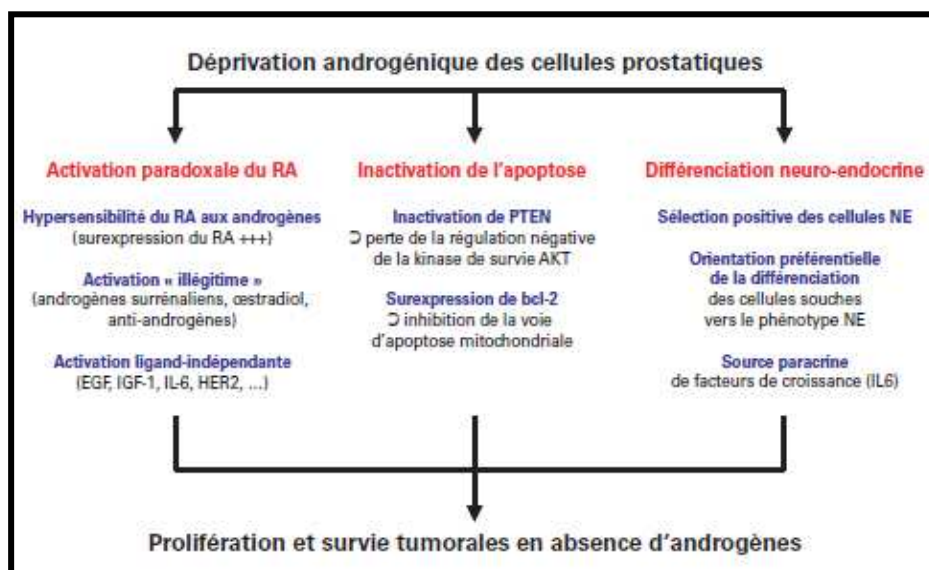 Déprivation androgénique des cellules prostatiques
Activation paradoxale du RA
Hypersensibilité du RA aux androgènes
(surexpression du RA +++)
Activation « illégitime »
(androgènes surrénaliens, œstradiol,
anti-androgènes)
Activation ligand-indépendante
(EGF, IGF-1, IL-6, HER2, ...)
Inactivation de l'apoptose
Inactivation de PTEN
Ↄ perte de la régulation négative
de la kinase de survie AKT
Surexpression de bcl-2
Ↄ inhibition de la voie
d'apoptose mitochondriale
Différenciation neuro-endocrine
Sélection positive des cellules NE
Orientation préférentielle
de la différenciation
des cellules souches
vers le phénotype NE
Source paracrine
de facteurs de croissance (IL6)
Prolifération et survie tumorales en absence d'androgènes